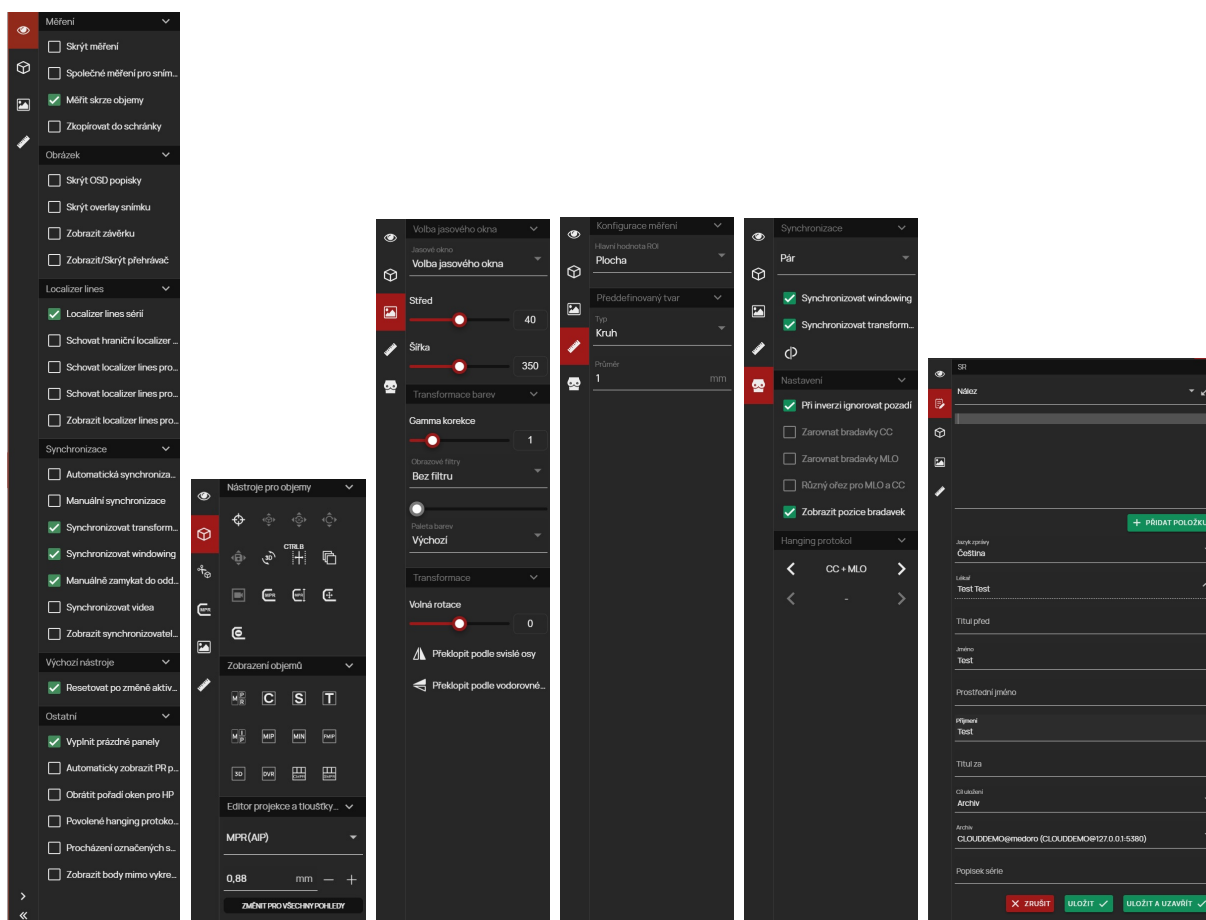 Měření
Skrýt měření
Společné měření pro sním...
Měřit skrze objemy
Zkopírovat do schránky
Obrázek
Skrýt OSD popisky
Skrýt overlay snímku
Zobrazit závěrku
Zobrazit/Skrýt přehrávač
Localizer lines
Localizer lines sérií
Schovat hraniční localizer ...
Schovat localizer lines pro...
Schovat localizer lines pro...
Zobrazit localizer lines pro...
Synchronizace
Automatická synchroniza...
Manuální synchronizace
Synchronizovat transform...
Synchronizovat windowing
Manuálně zamykat do odd...
Synchronizovat videa
Zobrazit synchronizovatel...
Výchozí nástroje
Resetovat po změně aktiv...
Ostatní
Vyplnit prázdné panely
Automaticky zobrazit PR p...
Obrátit pořadí oken pro HP
Povolené hanging protoko...
Procházení označených s...
Zobrazit body mimo vykre...
Nástroje pro objemy
3D
CTRL B
MPR
MPR
MPR
Zobrazení objemů
MPR
C
S
T
MIP
MIP
MIN
FMIP
3D
DVR
Editor projekce a tloušťky...
MPR(AIP)
0,88 mm
ZMĚNIT PRO VŠECHNY POHLEDY
Volba jasového okna
Jasové okno
Volba jasového okna
Střed
40
Šířka
350
Transformace barev
Gamma korekce
1
Obrazové filtry
Bez filtru
Paleta barev
Výchozí
Transformace
Volná rotace
0
Překlopit podle svislé osy
Překlopit podle vodorovné...
Konfigurace měření
Hlavní hodnota ROI
Plocha
Předdefinovaný tvar
Typ
Kruh
Průměr
1 mm
Synchronizace
Pár
Synchronizovat windowing
Synchronizovat transform...
Nastavení
Při inverzi ignorovat pozadí
Zarovnat bradavky CC
Zarovnat bradavky MLO
Různý ořez pro MLO a CC
Zobrazit pozice bradavek
Hanging protokol
CC + MLO
-
SR
Nález
+ PŘIDAT POLOŽKU
Jazyk zprávy
Čeština
Lékař
Test Test
Titul před
Jméno
Test
Prostřední jméno
Příjmení
Test
Titul za
Cíl uložení
Archiv
Archiv
CLOUDDEMO@medoro (CLOUDDEMO@127.0.0.1:5380)
Popisek série
ZRUŠIT
ULOŽIT
ULOŽIT A UZAVŘÍT